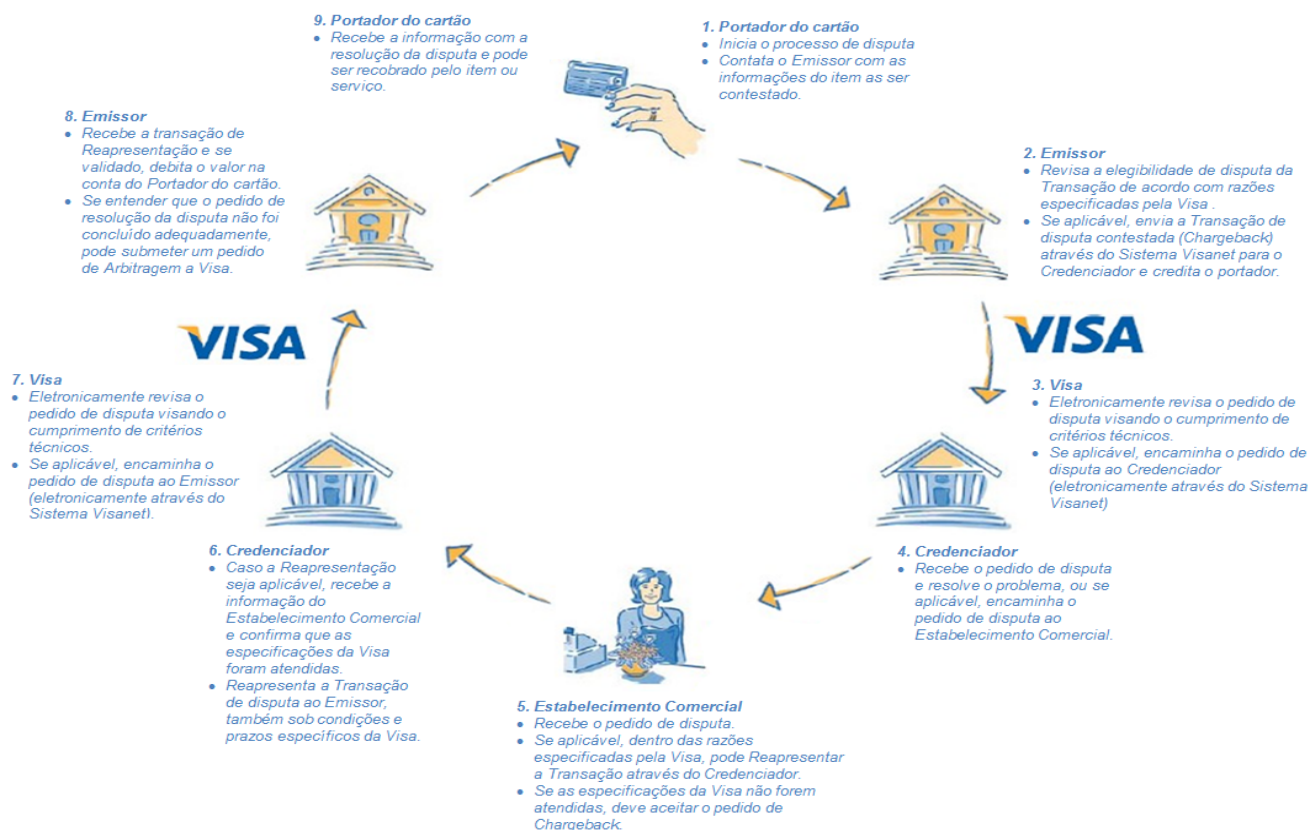 1. Portador do cartão
• Inicia o processo de disputa
• Contata o Emissor com as
informações do item as ser
contestado.
2. Emissor
• Revisa a elegibilidade de disputa da
Transação de acordo com razões
especificadas pela Visa .
• Se aplicável, envia a Transação de
disputa contestada (Chargeback)
através do Sistema Visanet para o
Credenciador e credita o portador.
VISA
3. Visa
• Eletronicamente revisa o pedido de
disputa visando o cumprimento de
critérios técnicos.
• Se aplicável, encaminha o pedido de
disputa ao Credenciador
(eletronicamente através do Sistema
Visanet)
4. Credenciador
• Recebe o pedido de disputa
e resolve o problema, ou se
aplicável, encaminha o
pedido de disputa ao
Estabelecimento Comercial.
5. Estabelecimento Comercial
• Recebe o pedido de disputa.
• Se aplicável, dentro das razões
especificadas pela Visa, pode Reapresentar
a Transação através do Credenciador.
• Se as especificações da Visa não forem
atendidas, deve aceitar o pedido de
Chargeback.
6. Credenciador
• Caso a Reapresentação
seja aplicável, recebe a
informação do
Estabelecimento Comercial
e confirma que as
especificações da Visa
foram atendidas.
• Reapresenta a Transação
de disputa ao Emissor,
também sob condições e
prazos específicos da Visa.
VISA
7. Visa
• Eletronicamente revisa o
pedido de disputa visando o
cumprimento de critérios
técnicos.
• Se aplicável, encaminha o
pedido de disputa ao Emissor
(eletronicamente através do
Sistema Visanet).
8. Emissor
• Recebe a transação de
Reapresentação e se
validado, debita o valor na
conta do Portador do cartão.
• Se entender que o pedido de
resolução da disputa não foi
concluído adequadamente,
pode submeter um pedido
de Arbitragem a Visa.
9. Portador do cartão
• Recebe a informação com a
resolução da disputa e pode
ser recobrado pelo item ou
serviço.